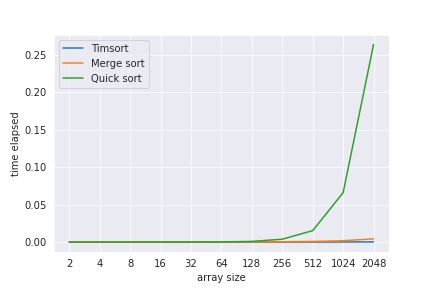 Timsort
Merge sort
Quick sort
0.25
0.20
0.15
0.10
0.05
0.00
time elapsed
2 4 8 16 32 64 128 256 512 1024 2048
array size